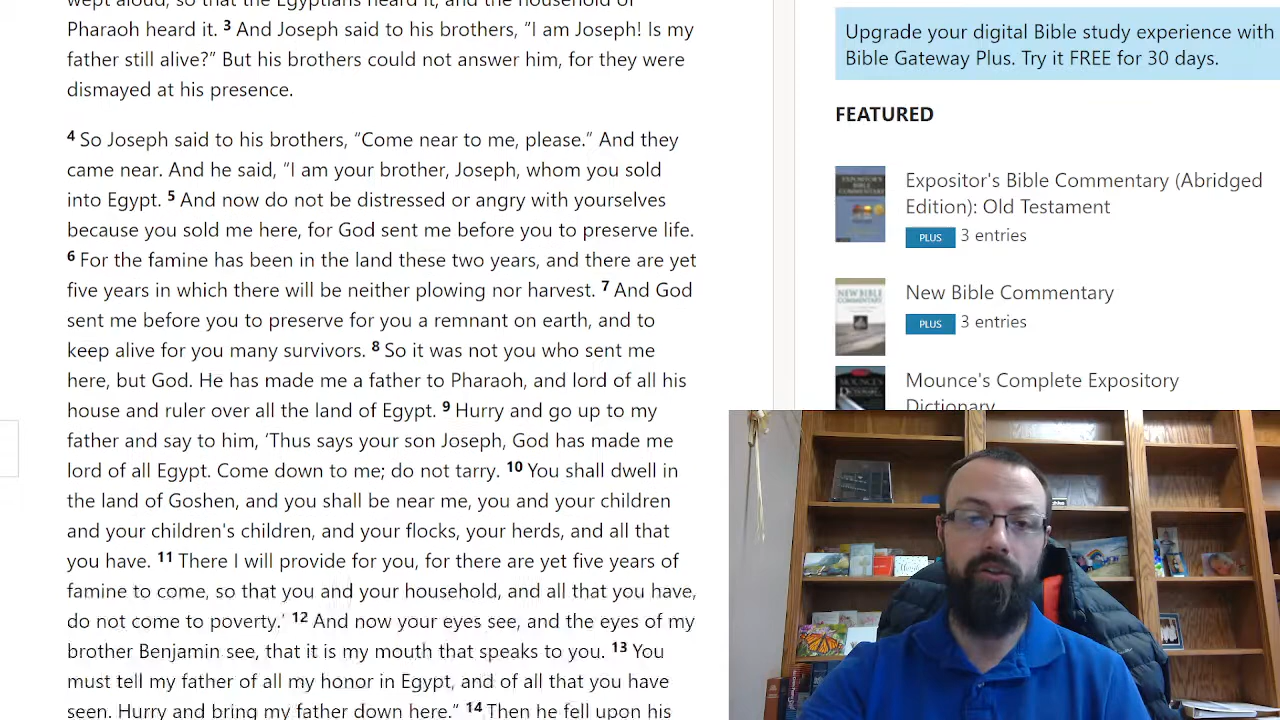 wept aloud, so that the Egyptians heard it, and the household of
Pharaoh heard it. 3 And Joseph said to his brothers, “I am Joseph! Is my
father still alive?” But his brothers could not answer him, for they were
dismayed at his presence.
4 So Joseph said to his brothers, “Come near to me, please.” And they
came near. And he said, “I am your brother, Joseph, whom you sold
into Egypt. 5 And now do not be distressed or angry with yourselves
because you sold me here, for God sent me before you to preserve life.
6 For the famine has been in the land these two years, and there are yet
five years in which there will be neither plowing nor harvest. 7 And God
sent me before you to preserve for you a remnant on earth, and to
keep alive for you many survivors. 8 So it was not you who sent me
here, but God. He has made me a father to Pharaoh, and lord of all his
house and ruler over all the land of Egypt. 9 Hurry and go up to my
father and say to him, ‘Thus says your son Joseph, God has made me
lord of all Egypt. Come down to me; do not tarry. 10 You shall dwell in
the land of Goshen, and you shall be near me, you and your children
and your children's children, and your flocks, your herds, and all that
you have. 11 There I will provide for you, for there are yet five years of
famine to come, so that you and your household, and all that you have,
do not come to poverty.’ 12 And now your eyes see, and the eyes of my
brother Benjamin see, that it is my mouth that speaks to you. 13 You
must tell my father of all my honor in Egypt, and of all that you have
seen. Hurry and bring my father down here.” 14 Then he fell upon his
Upgrade your digital Bible study experience with
Bible Gateway Plus. Try it FREE for 30 days.
FEATURED
Expositor's Bible Commentary (Abridged
Edition): Old Testament
PLUS 3 entries
NEW BIBLE
COMMENTARY
New Bible Commentary
PLUS 3 entries
Mounce's Complete Expository
Dictionary